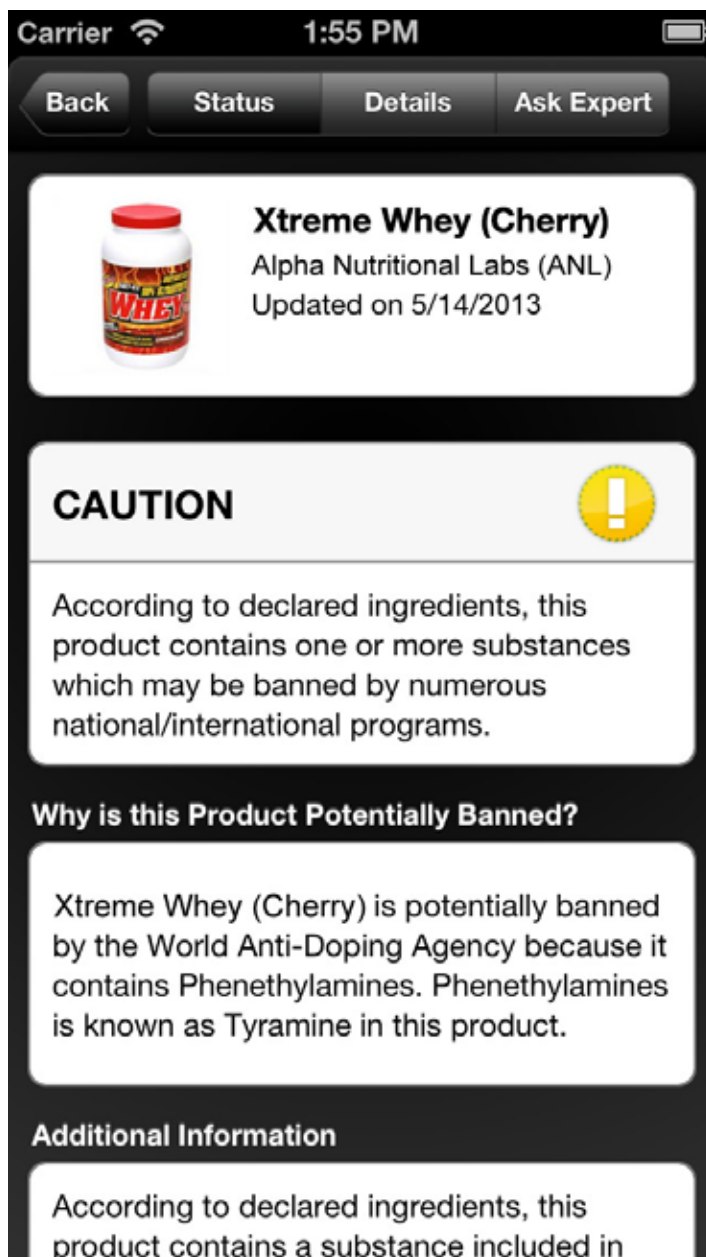 Carrier 1:55 PM
Back Status Details Ask Expert
WHEY
Xtreme Whey (Cherry)
Alpha Nutritional Labs (ANL)
Updated on 5/14/2013
CAUTION
According to declared ingredients, this
product contains one or more substances
which may be banned by numerous
national/international programs.
Why is this Product Potentially Banned?
Xtreme Whey (Cherry) is potentially banned
by the World Anti-Doping Agency because it
contains Phenethylamines. Phenethylamines
is known as Tyramine in this product.
Additional Information
According to declared ingredients, this
product contains a substance included in